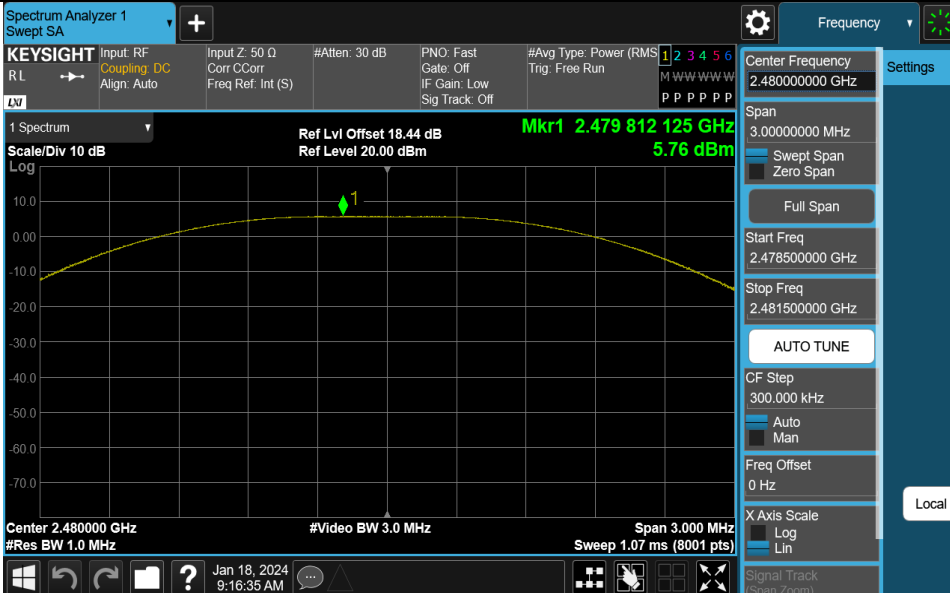 Spectrum Analyzer 1
Swept SA
+
Frequency
KEYSIGHT
RL
LXI
Input: RF
Coupling: DC
Align: Auto
Input Z: 50 Ω
Corr CCorr
Freq Ref: Int (S)
#Atten: 30 dB
PNO: Fast
Gate: Off
IF Gain: Low
Sig Track: Off
#Avg Type: Power (RMS
Trig: Free Run
1 2 3 4 5 6
M W W W W W
P P P P P P
1 Spectrum
Scale/Div 10 dB
Ref Lvl Offset 18.44 dB
Ref Level 20.00 dBm
Mkr1 2.479 812 125 GHz
5.76 dBm
Log
1
10.0
0.00
-10.0
-20.0
-30.0
-40.0
-50.0
-60.0
-70.0
Center 2.480000 GHz
#Video BW 3.0 MHz
Span 3.000 MHz
#Res BW 1.0 MHz
Sweep 1.07 ms (8001 pts)
?
Jan 18, 2024
9:16:35 AM
Center Frequency
2.480000000 GHz
Settings
Span
3.00000000 MHz
Swept Span
Zero Span
Full Span
Start Freq
2.478500000 GHz
Stop Freq
2.481500000 GHz
AUTO TUNE
CF Step
300.000 kHz
Auto
Man
Freq Offset
0 Hz
Local
X Axis Scale
Log
Lin
Signal Track
(Span Zoom)